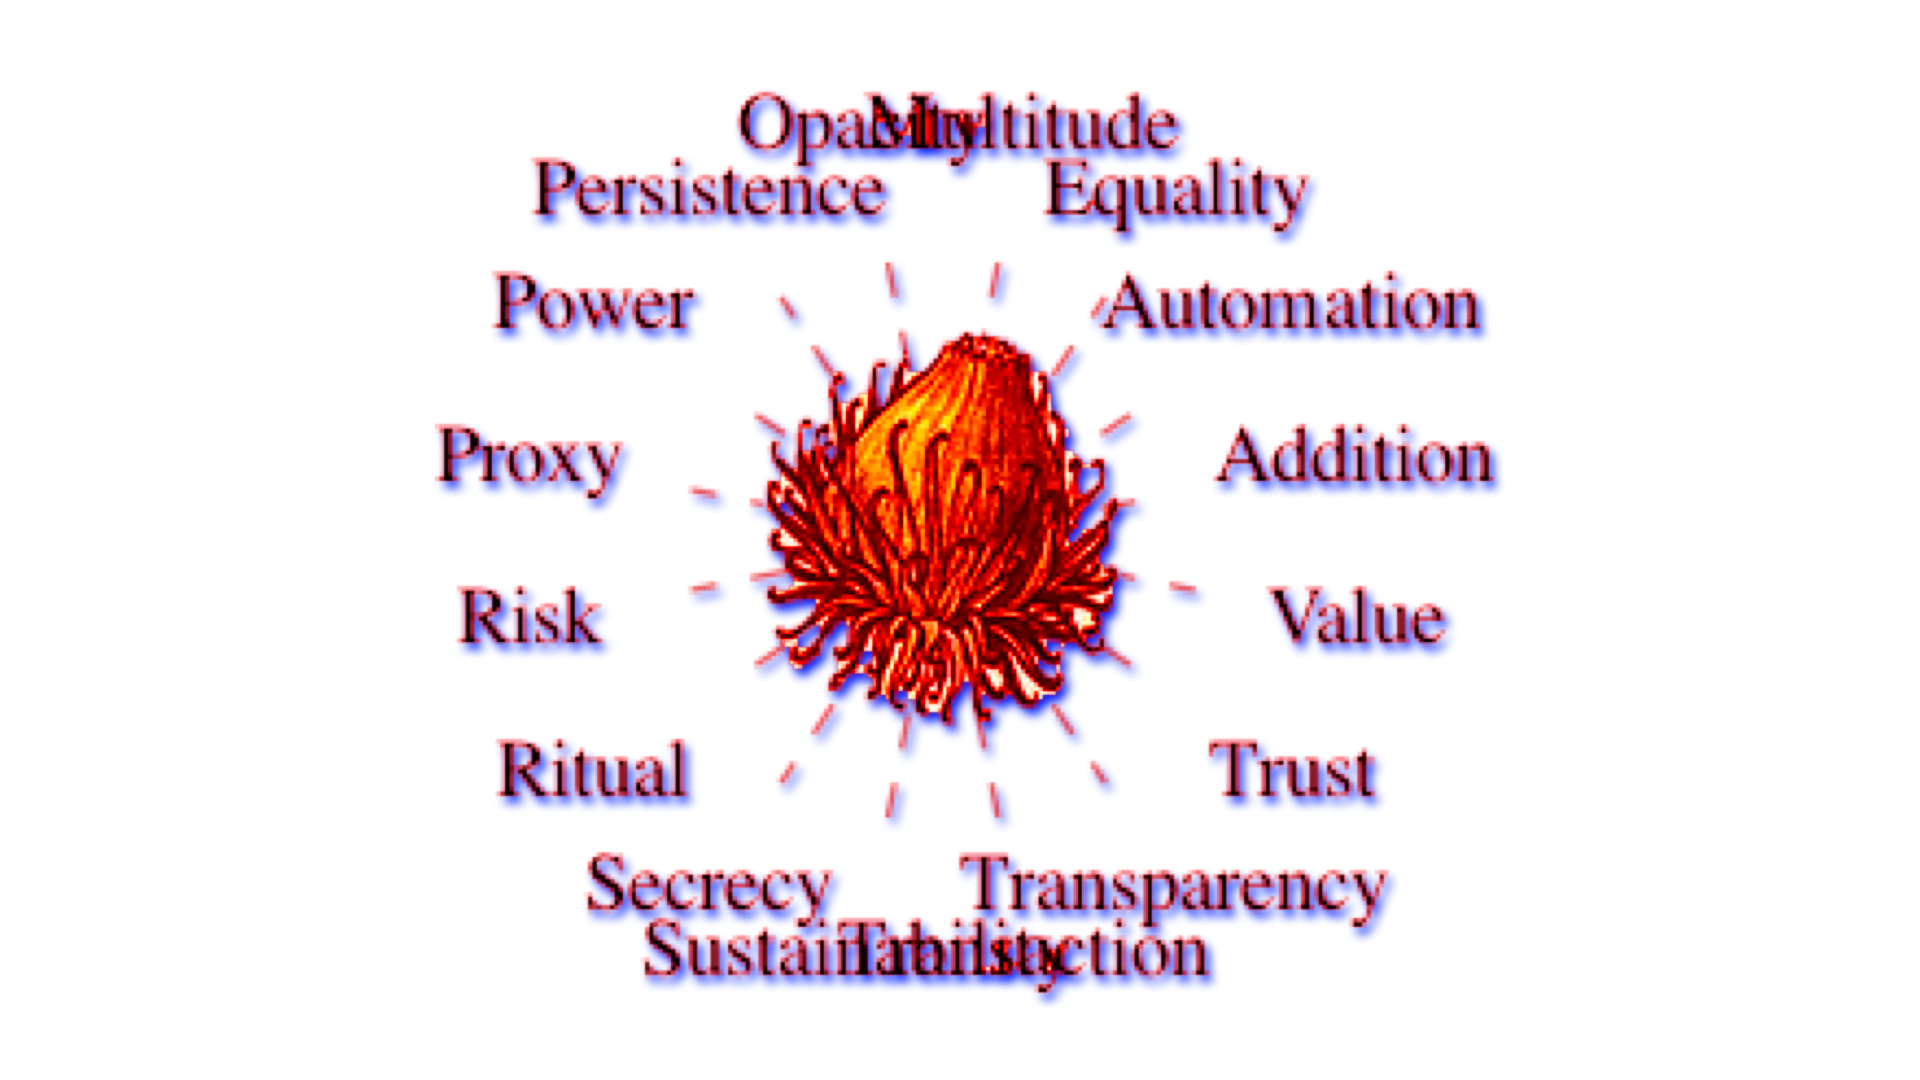 Opacity Multitude
Persistence Equality
Power Automation
Proxy Addition
Risk Value
Ritual Trust
Secrecy Transparency
Sustainability Transaction